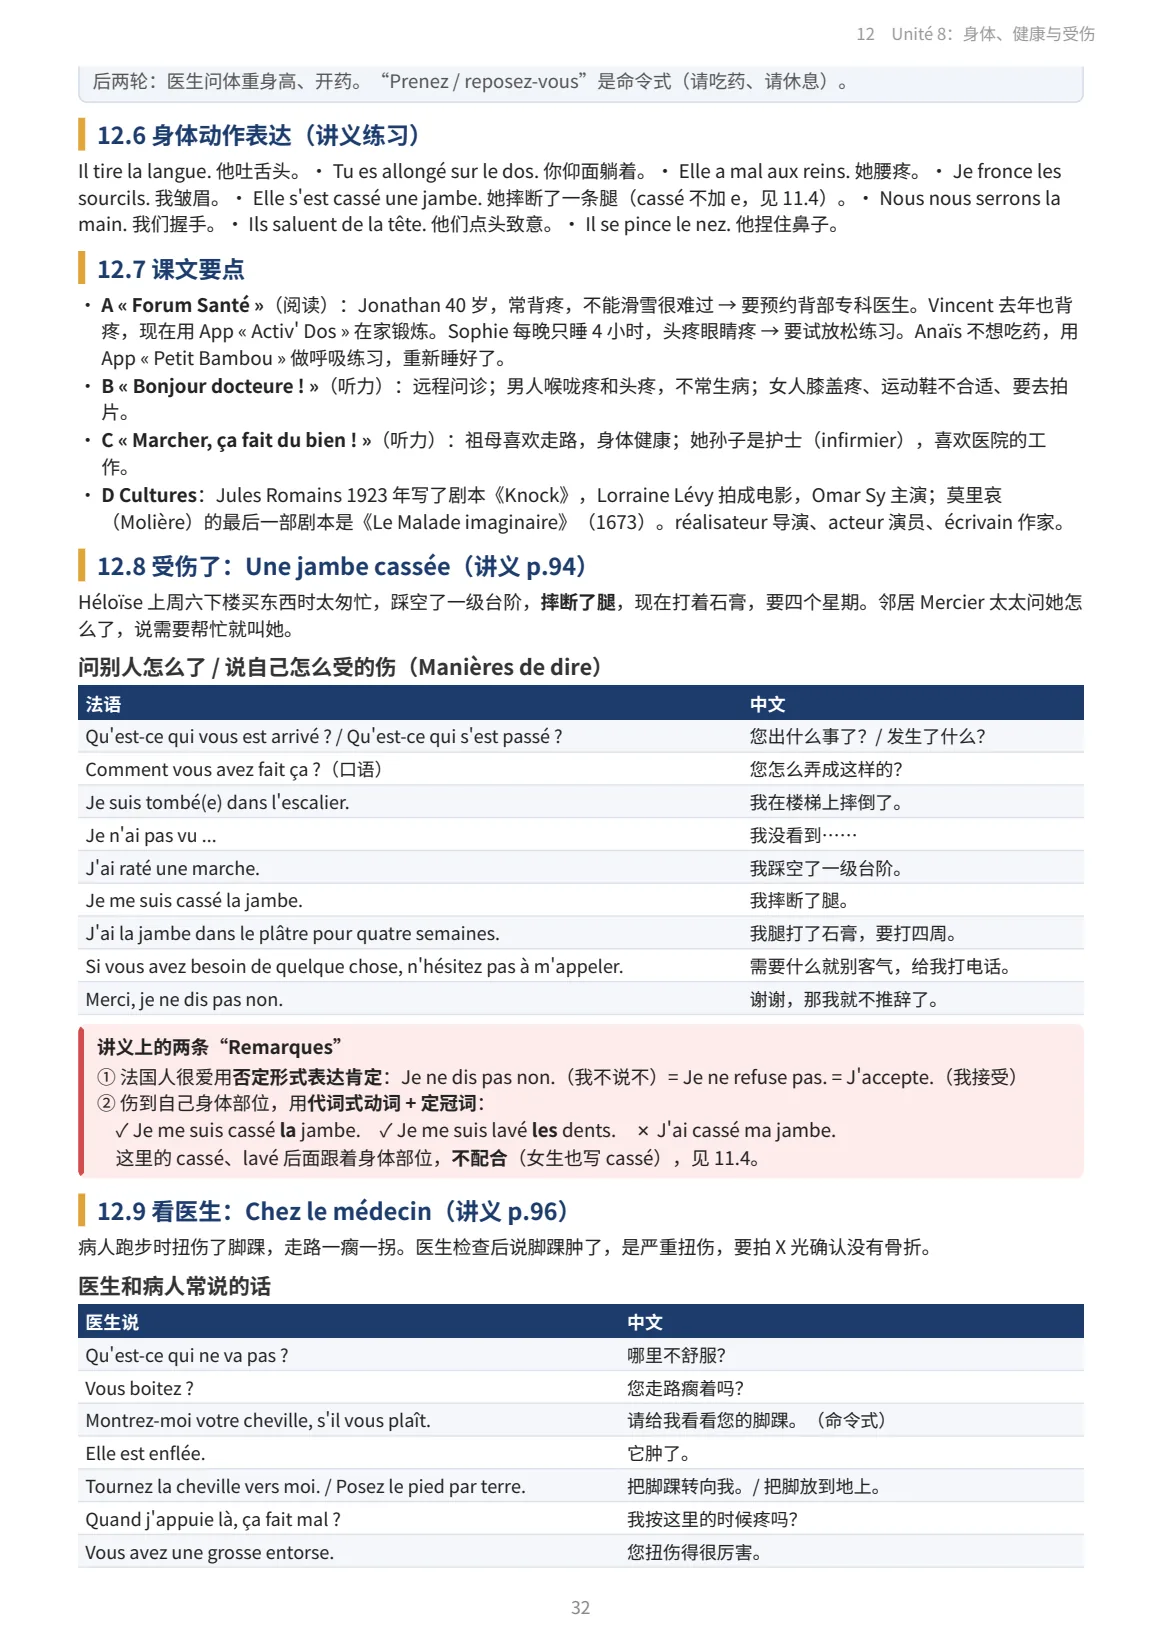 12 Unité 8：身体、健康与受伤
后两轮：医生问体重身高、开药。“Prenez / reposez-vous”是命令式（请吃药、请休息）。
12.6 身体动作表达（讲义练习）
Il tire la langue. 他吐舌头。 • Tu es allongé sur le dos. 你仰面躺着。 • Elle a mal aux reins. 她腰疼。 • Je fronce les
sourcils. 我皱眉。 • Elle s'est cassé une jambe. 她摔断了一条腿（cassé 不加 e，见 11.4）。 • Nous nous serrons la
main. 我们握手。 • Ils saluent de la tête. 他们点头致意。 • Il se pince le nez. 他捏住鼻子。
12.7 课文要点
• A « Forum Santé »（阅读）：Jonathan 40 岁，常背疼，不能滑雪很难过 → 要预约背部专科医生。Vincent 去年也背
疼，现在用 App « Activ' Dos » 在家锻炼。Sophie 每晚只睡 4 小时，头疼眼睛疼 → 要试放松练习。Anaïs 不想吃药，用
App « Petit Bambou » 做呼吸练习，重新睡好了。
• B « Bonjour docteure ! »（听力）：远程问诊；男人喉咙疼和头疼，不常生病；女人膝盖疼、运动鞋不合适、要去拍
片。
• C « Marcher, ça fait du bien ! »（听力）：祖母喜欢走路，身体健康；她孙子是护士（infirmier），喜欢医院的工
作。
• D Cultures：Jules Romains 1923 年写了剧本《Knock》，Lorraine Lévy 拍成电影，Omar Sy 主演；莫里哀
（Molière）的最后一部剧本是《Le Malade imaginaire》（1673）。réalisateur 导演、acteur 演员、écrivain 作家。
12.8 受伤了：Une jambe cassée（讲义 p.94）
Héloïse 上周六下楼买东西时太匆忙，踩空了一级台阶，摔断了腿，现在打着石膏，要四个星期。邻居 Mercier 太太问她怎
么了，说需要帮忙就叫她。
问别人怎么了 / 说自己怎么受的伤（Manières de dire）
法语 中文
Qu'est-ce qui vous est arrivé ? / Qu'est-ce qui s'est passé ? 您出什么事了？/ 发生了什么？
Comment vous avez fait ça ?（口语） 您怎么弄成这样的？
Je suis tombé(e) dans l'escalier. 我在楼梯上摔倒了。
Je n'ai pas vu ... 我没看到……
J'ai raté une marche. 我踩空了一级台阶。
Je me suis cassé la jambe. 我摔断了腿。
J'ai la jambe dans le plâtre pour quatre semaines. 我腿打了石膏，要打四周。
Si vous avez besoin de quelque chose, n'hésitez pas à m'appeler. 需要什么就别客气，给我打电话。
Merci, je ne dis pas non. 谢谢，那我就不推辞了。
讲义上的两条“Remarques”
① 法国人很爱用否定形式表达肯定：Je ne dis pas non.（我不说不）= Je ne refuse pas. = J'accepte.（我接受）
② 伤到自己身体部位，用代词式动词 + 定冠词：
✓ Je me suis cassé la jambe. ✓ Je me suis lavé les dents. × J'ai cassé ma jambe.
这里的 cassé、lavé 后面跟着身体部位，不配合（女生也写 cassé），见 11.4。
12.9 看医生：Chez le médecin（讲义 p.96）
病人跑步时扭伤了脚踝，走路一瘸一拐。医生检查后说脚踝肿了，是严重扭伤，要拍 X 光确认没有骨折。
医生和病人常说的话
医生说 中文
Qu'est-ce qui ne va pas ? 哪里不舒服？
Vous boitez ? 您走路瘸着吗？
Montrez-moi votre cheville, s'il vous plaît. 请给我看看您的脚踝。（命令式）
Elle est enflée. 它肿了。
Tournez la cheville vers moi. / Posez le pied par terre. 把脚踝转向我。/ 把脚放到地上。
Quand j'appuie là, ça fait mal ? 我按这里的时候疼吗？
Vous avez une grosse entorse. 您扭伤得很厉害。
32